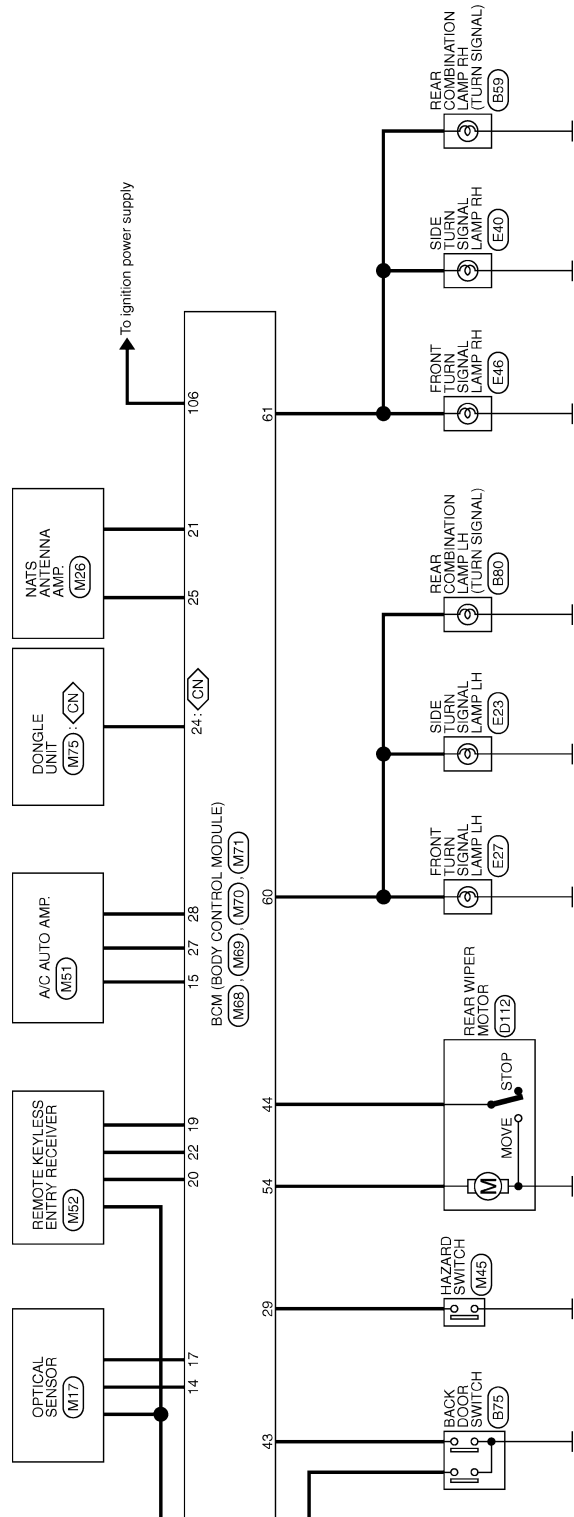 OPTICAL
SENSOR
M17
REMOTE KEYLESS
ENTRY RECEIVER
M52
A/C AUTO AMP.
M51
DONGLE
UNIT
M75 : CN
NATS
ANTENNA
AMP.
M26
To ignition power supply
14
17
20
22
19
15
27
28
24 : CN
25
21
106
BCM (BODY CONTROL MODULE)
M68 , M69 , M70 , M71
43
29
54
44
60
61
BACK
DOOR
SWITCH
B75
HAZARD
SWITCH
M45
REAR WIPER
MOTOR
D112
M
MOVE
STOP
FRONT
TURN
SIGNAL
LAMP LH
E27
SIDE
TURN
SIGNAL
LAMP LH
E23
REAR
COMBINATION
LAMP LH
(TURN SIGNAL)
B80
FRONT
TURN
SIGNAL
LAMP RH
E46
SIDE
TURN
SIGNAL
LAMP RH
E40
REAR
COMBINATION
LAMP RH
(TURN SIGNAL)
B59